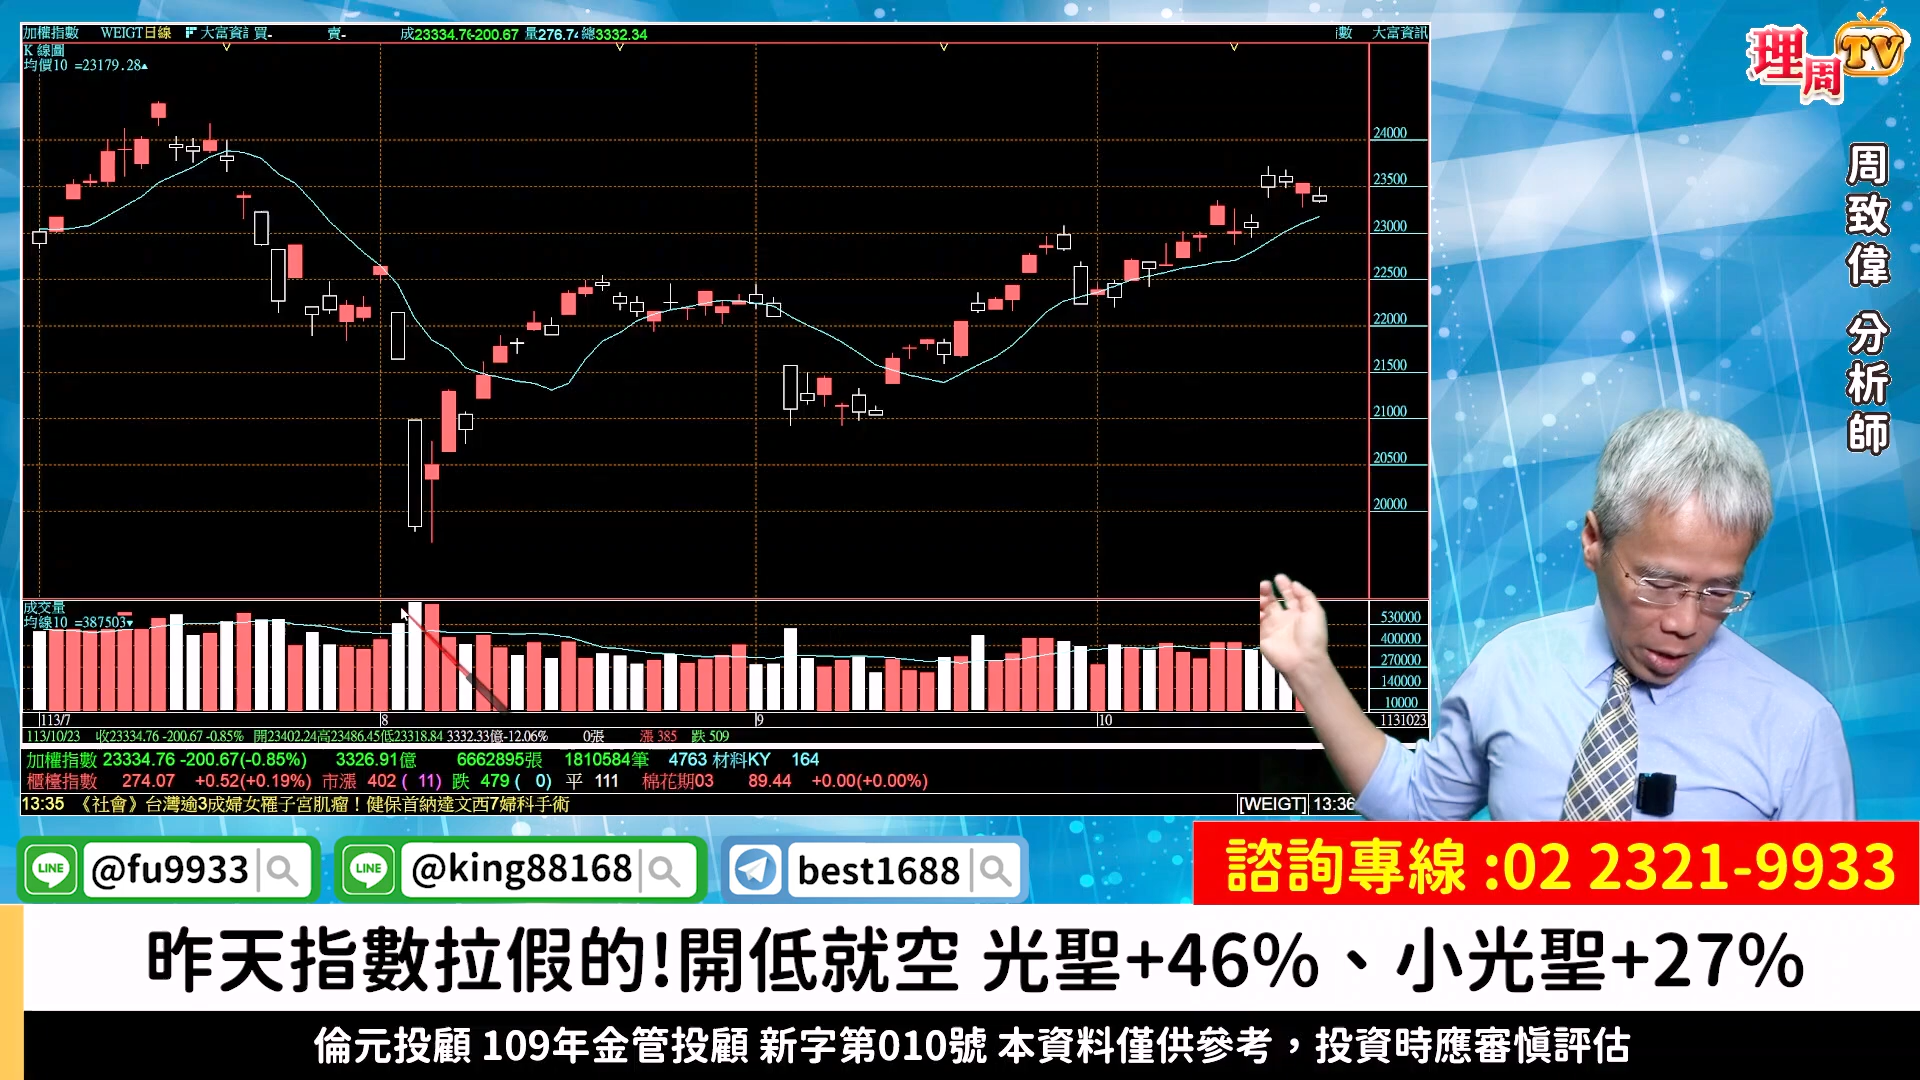 加權指數 WEIGT日線 大富資訊 買- 賣- 成23334.76 -200.67 量276.74 總3332.34 數 大富資訊
K 線圖
均價10 =23179.28▲
24000
23500
23000
22500
22000
21500
21000
20500
20000
成交量
均線10 =387503▼
530000
400000
270000
140000
10000
113/7 8 9 10 1131023
113/10/23 收23334.76 -200.67 -0.85% 開23402.24高23486.45低23318.84 3332.33億-12.06% 0張 漲 385 跌 509
加權指數 23334.76 -200.67(-0.85%) 3326.91億 6662895張 1810584筆 4763 材料KY 164
櫃檯指數 274.07 +0.52(+0.19%) 市漲 402 ( 11) 跌 479 ( 0) 平 111 棉花期03 89.44 +0.00(+0.00%)
13:35 《社會》台灣逾3成婦女罹子宮肌瘤！健保首納達文西7婦科手術 [WEIGT] 13:36
理周TV
周致偉 分析師
LINE @fu9933
LINE @king88168
best1688
諮詢專線 :02 2321-9933
昨天指數拉假的!開低就空 光聖+46%、小光聖+27%
倫元投顧 109年金管投顧 新字第010號 本資料僅供參考，投資時應審慎評估